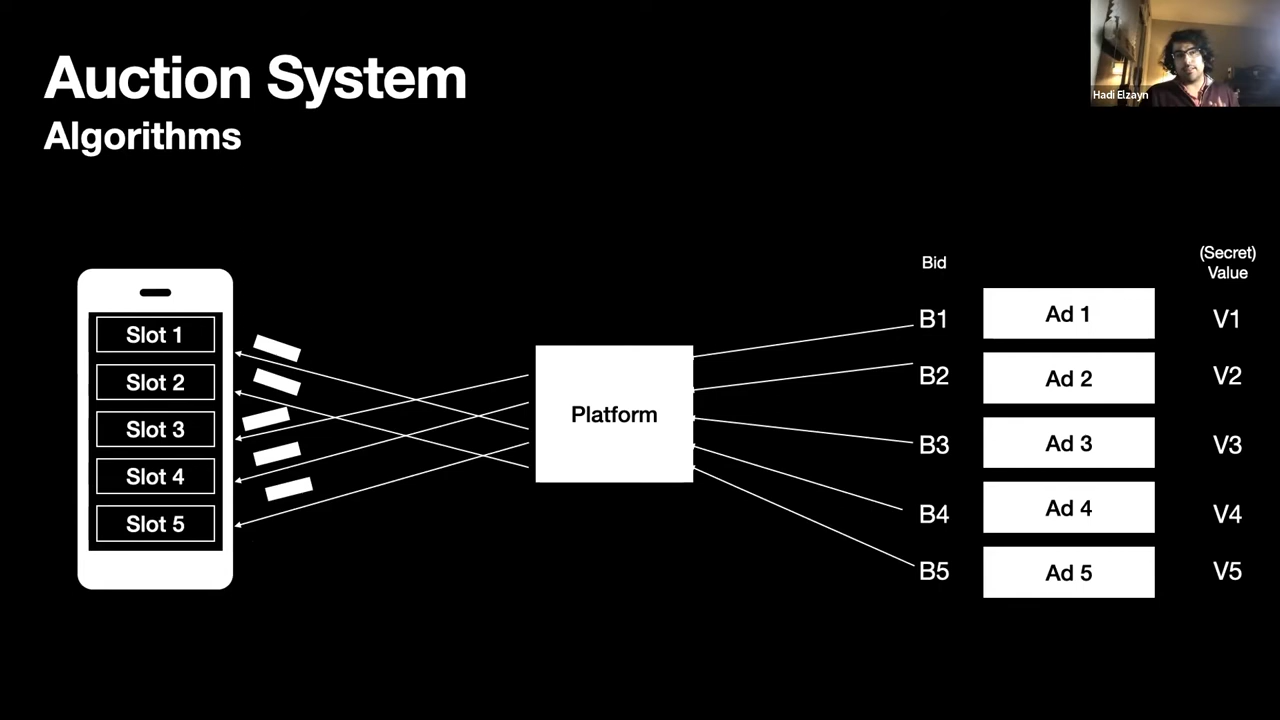 Auction System
Algorithms
Hadi Elzayn
Slot 1
Slot 2
Slot 3
Slot 4
Slot 5
Platform
Bid
B1
B2
B3
B4
B5
Ad 1
Ad 2
Ad 3
Ad 4
Ad 5
(Secret)
Value
V1
V2
V3
V4
V5